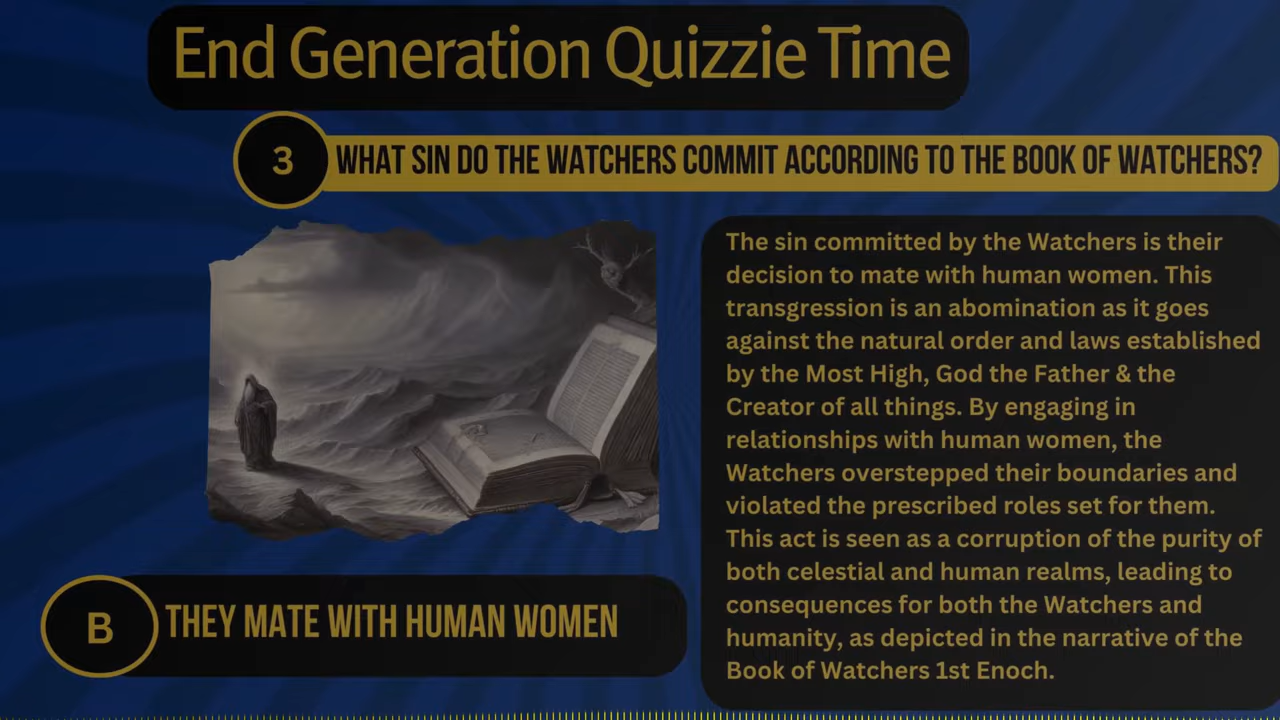 End Generation Quizzie Time
3
WHAT SIN DO THE WATCHERS COMMIT ACCORDING TO THE BOOK OF WATCHERS?
The sin committed by the Watchers is their
decision to mate with human women. This
transgression is an abomination as it goes
against the natural order and laws established
by the Most High, God the Father & the
Creator of all things. By engaging in
relationships with human women, the
Watchers overstepped their boundaries and
violated the prescribed roles set for them.
This act is seen as a corruption of the purity of
both celestial and human realms, leading to
consequences for both the Watchers and
humanity, as depicted in the narrative of the
Book of Watchers 1st Enoch.
B
THEY MATE WITH HUMAN WOMEN